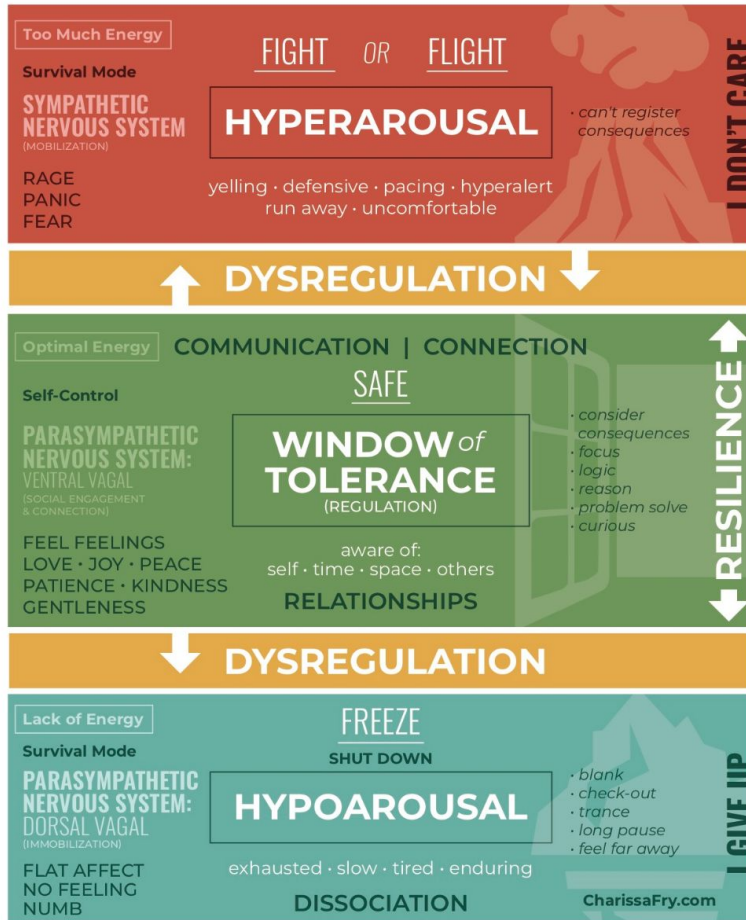 Too Much Energy
FIGHT OR FLIGHT
Survival Mode
SYMPATHETIC
NERVOUS SYSTEM
(MOBILIZATION)
HYPERAROUSAL
RAGE
PANIC
FEAR
yelling · defensive · pacing · hyperalert
run away · uncomfortable
· can't register
consequences
I DON'T CARE
DYSREGULATION
Optimal Energy
COMMUNICATION | CONNECTION
SAFE
Self-Control
PARASYMPATHETIC
NERVOUS SYSTEM:
VENTRAL VAGAL
(SOCIAL ENGAGEMENT
& CONNECTION)
WINDOW of
TOLERANCE
(REGULATION)
FEEL FEELINGS
LOVE · JOY · PEACE
PATIENCE · KINDNESS
GENTLENESS
aware of:
self · time · space · others
RELATIONSHIPS
· consider
consequences
· focus
· logic
· reason
· problem solve
· curious
RESILIENCE
DYSREGULATION
Lack of Energy
FREEZE
SHUT DOWN
Survival Mode
PARASYMPATHETIC
NERVOUS SYSTEM:
DORSAL VAGAL
(IMMOBILIZATION)
HYPOAROUSAL
FLAT AFFECT
NO FEELING
NUMB
exhausted · slow · tired · enduring
DISSOCIATION
· blank
· check-out
· trance
· long pause
· feel far away
I GIVE UP
CharissaFry.com